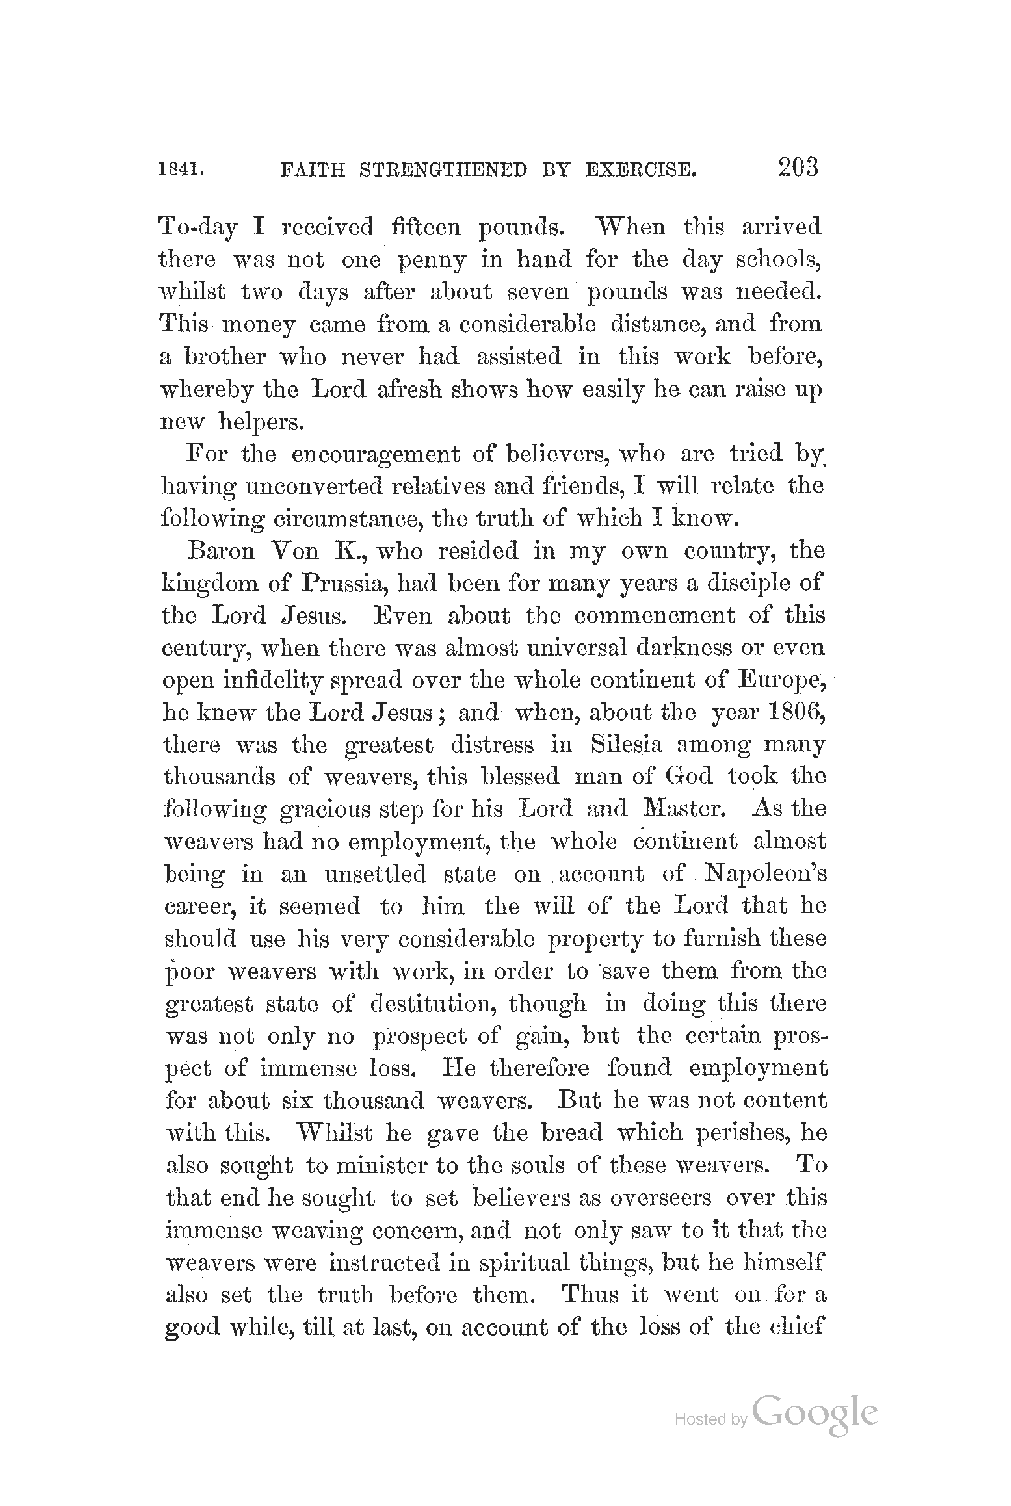 1841. FAITH STRENGTHENED BY EXERCISE. 203
To-day I received fifteen pounds. When this arrived
there was not one penny in hand for the day schools,
whilst two days after about seven pounds was needed.
This money came from a considerable distance, and from
a brother who never had assisted in this work before,
whereby the Lord afresh shows how easily he can raise up
new helpers.
For the encouragement of believers, who are tried by
having unconverted relatives and friends, I will relate the
following circumstance, the truth of which I know.
Baron Von K., who resided in my own country, the
kingdom of Prussia, had been for many years a disciple of
the Lord Jesus. Even about the commencement of this
century, when there was almost universal darkness or even
open infidelity spread over the whole continent of Europe,
he knew the Lord Jesus; and when, about the year 1806,
there was the greatest distress in Silesia among many
thousands of weavers, this blessed man of God took the
following gracious step for his Lord and Master. As the
weavers had no employment, the whole continent almost
being in an unsettled state on account of Napoleon's
career, it seemed to him the will of the Lord that he
should use his very considerable property to furnish these
poor weavers with work, in order to save them from the
greatest state of destitution, though in doing this there
was not only no prospect of gain, but the certain pros-
pect of immense loss. He therefore found employment
for about six thousand weavers. But he was not content
with this. Whilst he gave the bread which perishes, he
also sought to minister to the souls of these weavers. To
that end he sought to set believers as overseers over this
immense weaving concern, and not only saw to it that the
weavers were instructed in spiritual things, but he himself
also set the truth before them. Thus it went on for a
good while, till at last, on account of the loss of the chief
Hosted by Google